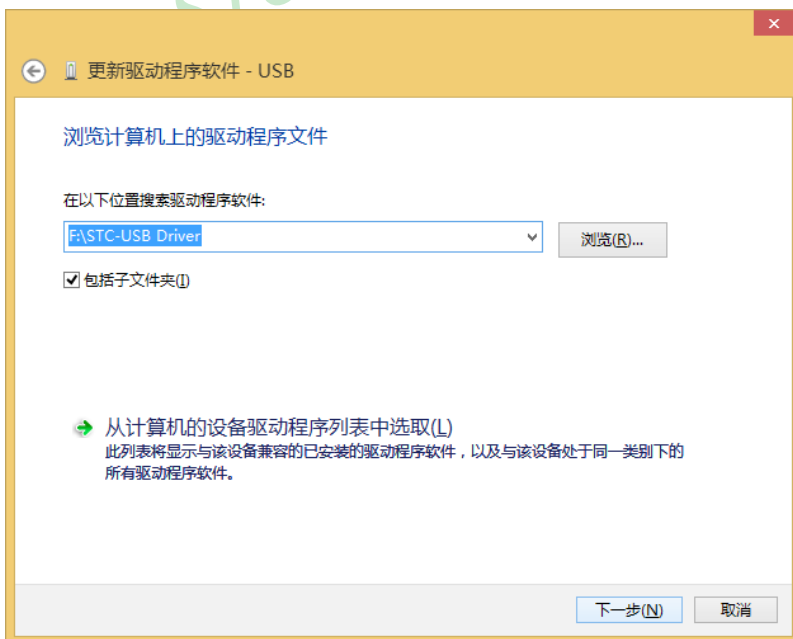 更新驱动程序软件 - USB
浏览计算机上的驱动程序文件
在以下位置搜索驱动程序软件:
F:\STC-USB Driver
浏览(R)...
包括子文件夹(I)
从计算机的设备驱动程序列表中选取(L)
此列表将显示与该设备兼容的已安装的驱动程序软件，以及与该设备处于同一类别下的
所有驱动程序软件。
下一步(N)
取消